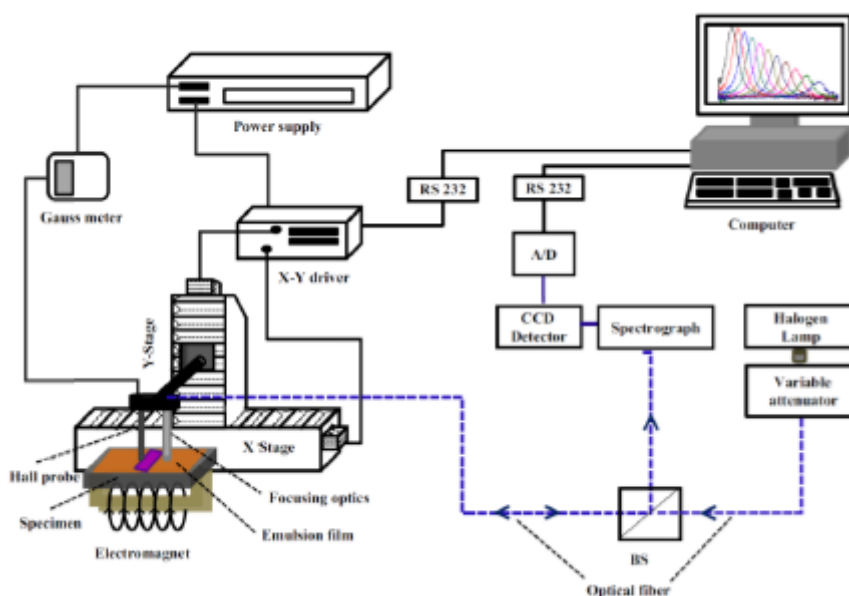 Power supply
RS 232
RS 232
Gauss meter
Computer
X-Y driver
A/D
Y-Stage
CCD
Detector
Spectrograph
Halogen
Lamp
Variable
attenuator
X Stage
Hall probe
Focusing optics
Specimen
Emulsion film
Electromagnet
BS
Optical fiber